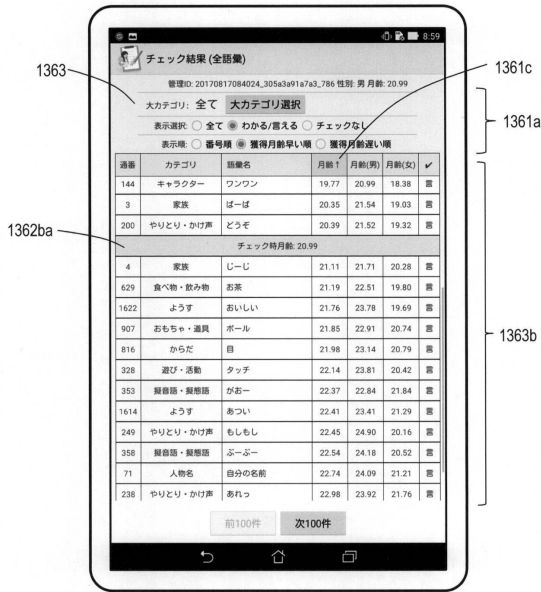 8:59
チェック結果 (全語彙)
管理ID: 20170817084024_305a3a91a7a3_786 性別: 男 月齢: 20.99
1363
1361c
大カテゴリ: 全て 大カテゴリ選択
1361a
表示選択: 全て わかる/言える チェックなし
表示順: 番号順 獲得月齢早い順 獲得月齢遅い順
通番 カテゴリ 語彙名 月齢↑ 月齢(男) 月齢(女) ✔
144 キャラクター ワンワン 19.77 20.99 18.38 言
3 家族 ばーば 20.35 21.54 19.03 言
200 やりとり・かけ声 どうぞ 20.39 21.52 19.32 言
1362ba
チェック時月齢: 20.99
4 家族 じーじ 21.11 21.71 20.28 言
629 食べ物・飲み物 お茶 21.19 22.51 19.80 言
1622 ようす おいしい 21.76 23.78 19.69 言
1363b
907 おもちゃ・道具 ボール 21.85 22.91 20.74 言
816 からだ 目 21.98 23.14 20.79 言
328 遊び・活動 タッチ 22.14 23.81 20.42 言
353 擬音語・擬態語 がおー 22.37 22.84 21.84 言
1614 ようす あつい 22.41 23.41 21.29 言
249 やりとり・かけ声 もしもし 22.45 24.90 20.16 言
358 擬音語・擬態語 ぶーぶー 22.54 24.18 20.52 言
71 人物名 自分の名前 22.74 24.09 21.21 言
238 やりとり・かけ声 あれっ 22.98 23.92 21.76 言
前100件 次100件